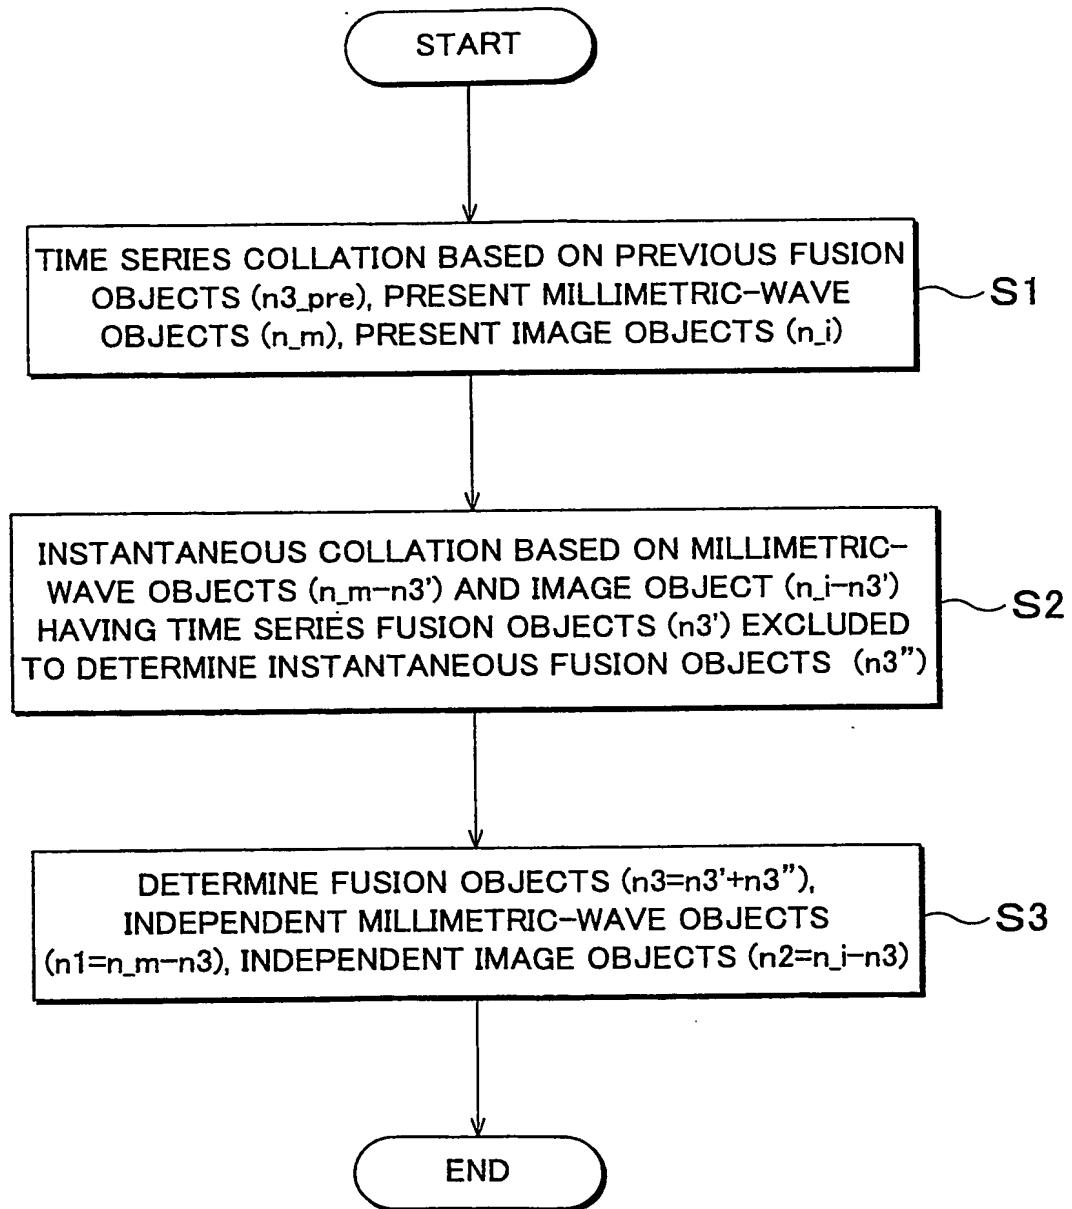 START
TIME SERIES COLLATION BASED ON PREVIOUS FUSION
OBJECTS (n3_pre), PRESENT MILLIMETRIC-WAVE
OBJECTS (n_m), PRESENT IMAGE OBJECTS (n_i)
S1
INSTANTANEOUS COLLATION BASED ON MILLIMETRIC-
WAVE OBJECTS (n_m-n3') AND IMAGE OBJECT (n_i-n3')
HAVING TIME SERIES FUSION OBJECTS (n3') EXCLUDED
TO DETERMINE INSTANTANEOUS FUSION OBJECTS (n3")
S2
DETERMINE FUSION OBJECTS (n3=n3'+n3"),
INDEPENDENT MILLIMETRIC-WAVE OBJECTS
(n1=n_m-n3), INDEPENDENT IMAGE OBJECTS (n2=n_i-n3)
S3
END